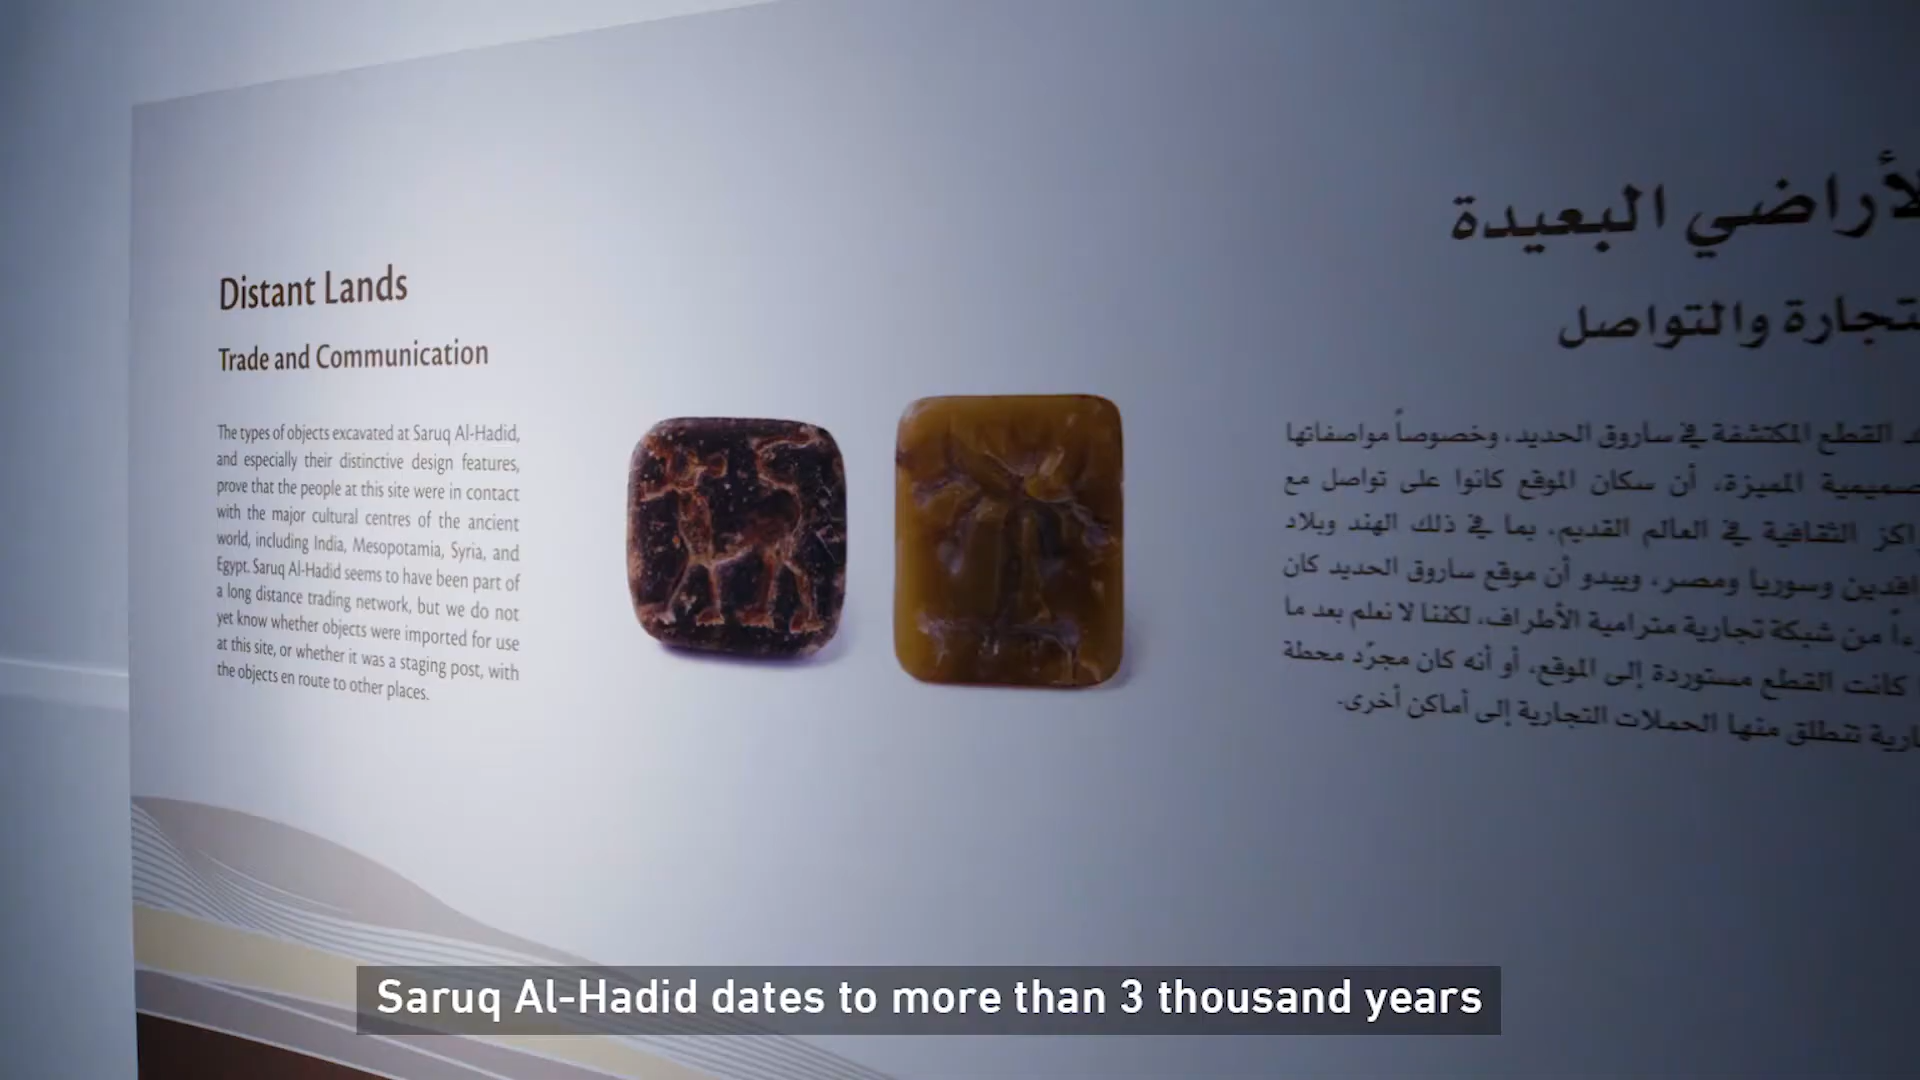 Distant Lands
Trade and Communication
The types of objects excavated at Saruq Al-Hadid,
and especially their distinctive design features,
prove that the people at this site were in contact
with the major cultural centres of the ancient
world, including India, Mesopotamia, Syria, and
Egypt. Saruq Al-Hadid seems to have been part of
a long distance trading network, but we do not
yet know whether objects were imported for use
at this site, or whether it was a staging post, with
the objects en route to other places.
البعيدة
والتواصل
القطع المكتشفة في ساروق الحديد، وخصوصاً مواصفاتها
المميزة، أن سكان الموقع كانوا على تواصل مع
الثقافية في العالم القديم، بما في ذلك الهند وبلاد
وسوريا ومصر، ويبدو أن موقع ساروق الحديد كان
من شبكة تجارية مترامية الأطراف، لكننا لا نعلم بعد ما
كانت القطع مستوردة إلى الموقع، أو أنه كان مجرّد محطة
تنطلق منها الحملات التجارية إلى أماكن أخرى.
Saruq Al-Hadid dates to more than 3 thousand years